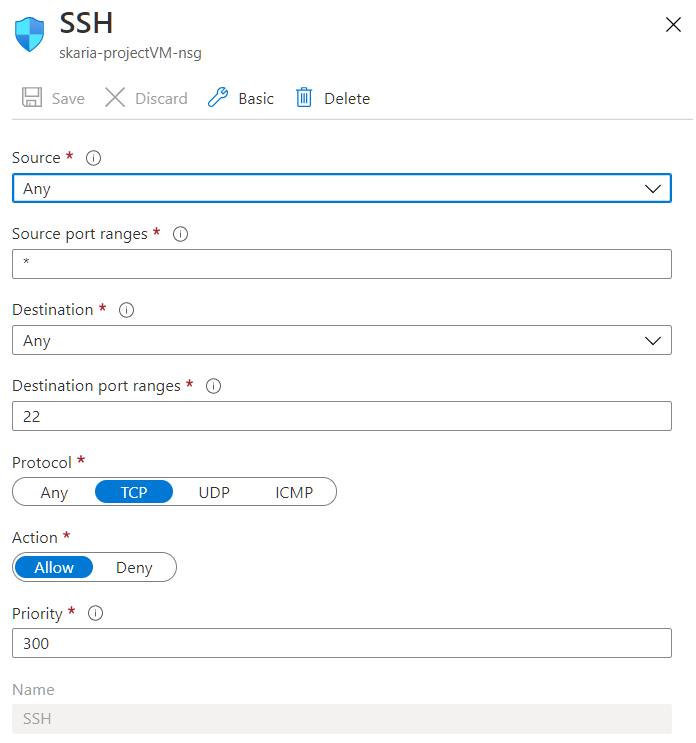 SSH
skaria-projectVM-nsg
Save Discard Basic Delete
Source *
Any
Source port ranges *
*
Destination *
Any
Destination port ranges *
22
Protocol *
Any TCP UDP ICMP
Action *
Allow Deny
Priority *
300
Name
SSH